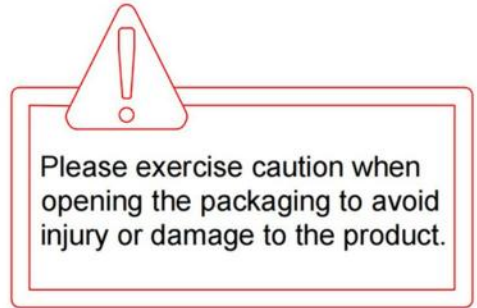 Please exercise caution when
opening the packaging to avoid
injury or damage to the product.